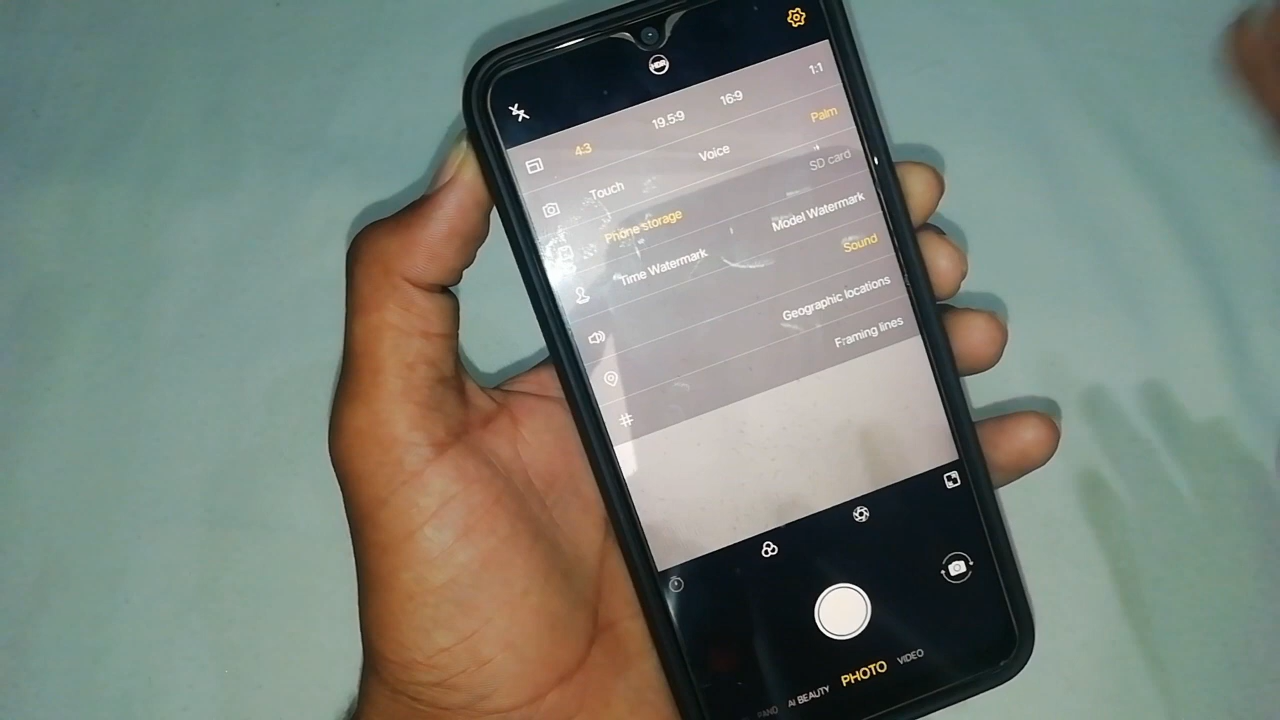 HDR
4:3 19.5:9 16:9 1:1
Touch Voice Palm
Phone storage SD card
Time Watermark Model Watermark
Sound
Geographic locations
Framing lines
AI BEAUTY PHOTO VIDEO